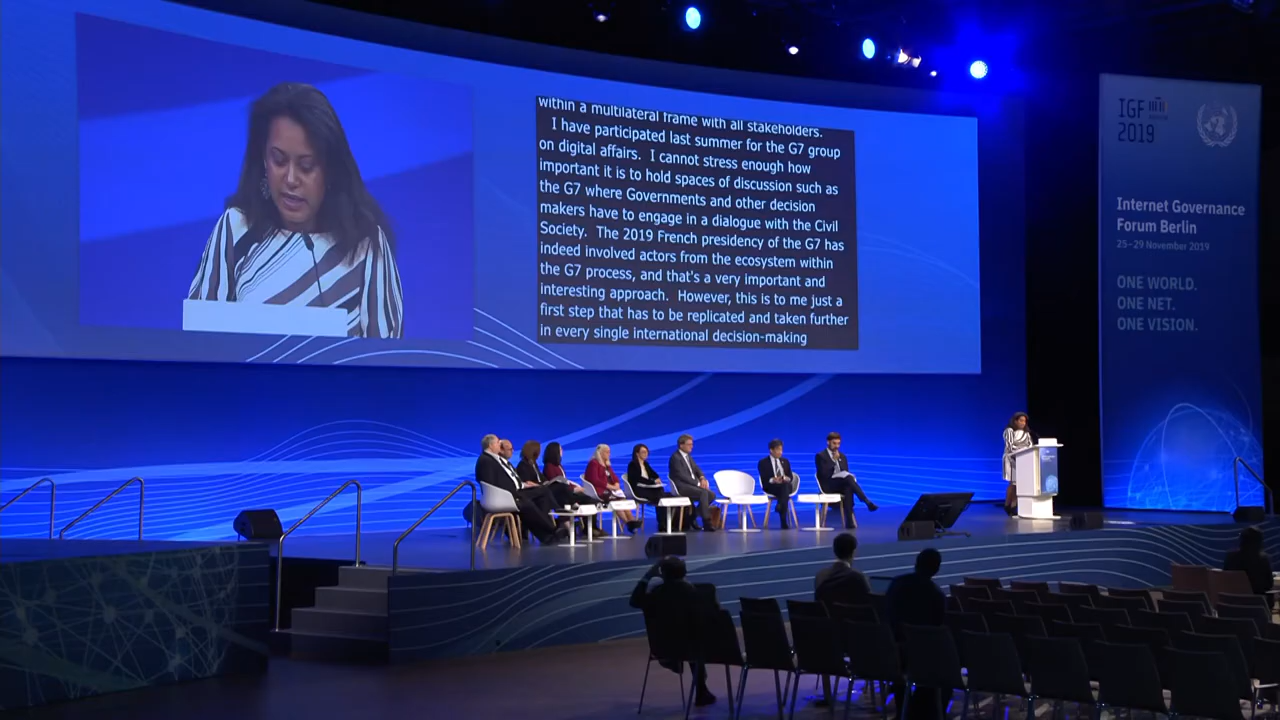 within a multilateral frame with all stakeholders.
I have participated last summer for the G7 group
on digital affairs. I cannot stress enough how
important it is to hold spaces of discussion such as
the G7 where Governments and other decision
makers have to engage in a dialogue with the Civil
Society. The 2019 French presidency of the G7 has
indeed involved actors from the ecosystem within
the G7 process, and that's a very important and
interesting approach. However, this is to me just a
first step that has to be replicated and taken further
in every single international decision-making
IGF
2019
Internet Governance
Forum Berlin
25–29 November 2019
ONE WORLD.
ONE NET.
ONE VISION.